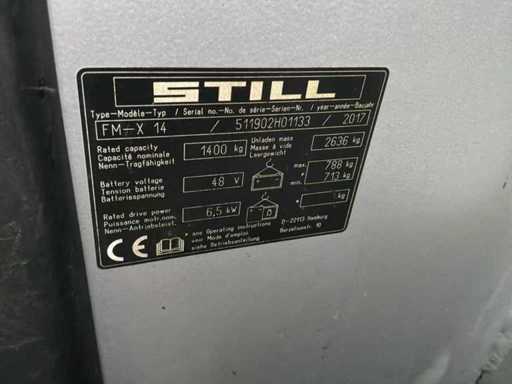 STILL
Type-Modèle-Typ / Serial no.-No. de série-Serien-Nr. / year-année-Baujahr
FM-X 14 / 511902H01133 / 2017
Rated capacity
Capacité nominale
Nenn-Tragfähigkeit
1400 kg
Unladen mass
Masse à vide
Leergewicht
2636 kg
Battery voltage
Tension batterie
Batteriespannung
48 V
max. 788 kg
min. 713 kg
Rated drive power
Puissance motr.nom.
Nenn-Antriebsleist.
6,5 kW
* kg
CE
* see Operating instructions
voir Mode d'emploi
siehe Betriebsanleitung
D-22113 Hamburg
Berzeliusstr. 10